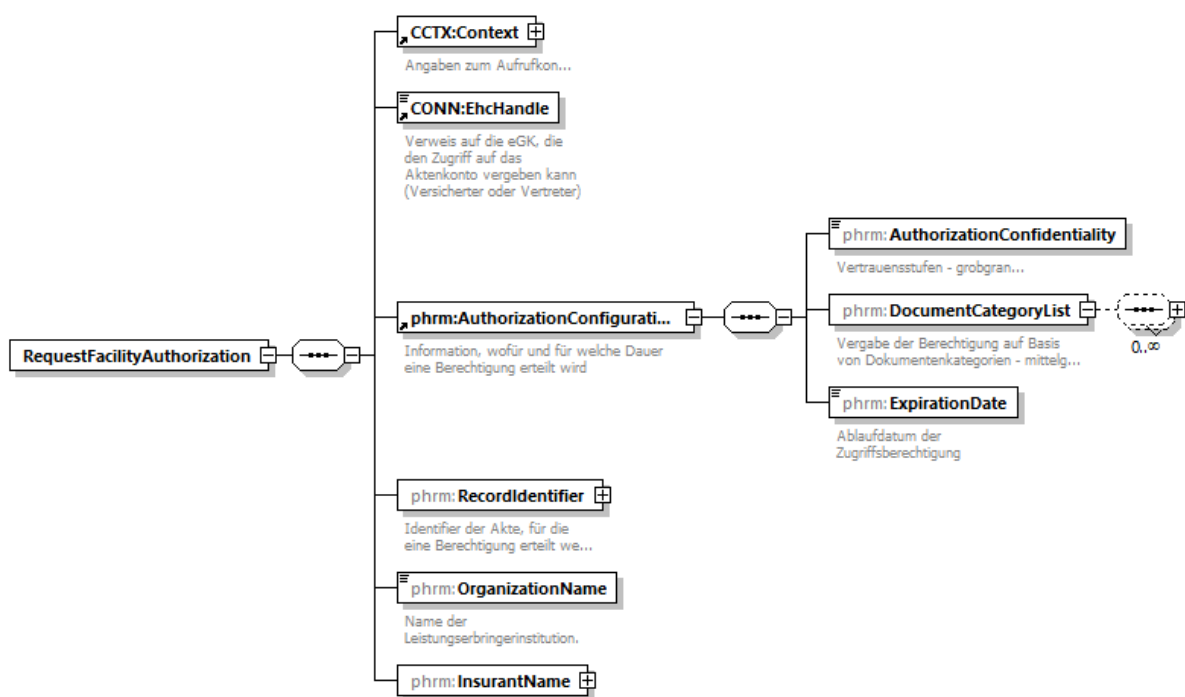 CCTX:Context
Angaben zum Aufrufkon...
CONN:EhcHandle
Verweis auf die eGK, die
den Zugriff auf das
Aktenkonto vergeben kann
(Versicherter oder Vertreter)
phrm:AuthorizationConfigurati...
Information, wofür und für welche Dauer
eine Berechtigung erteilt wird
phrm:AuthorizationConfidentiality
Vertrauensstufen - grobgran...
phrm:DocumentCategoryList
0..∞
Vergabe der Berechtigung auf Basis
von Dokumentenkategorien - mittelg...
phrm:ExpirationDate
Ablaufdatum der
Zugriffsberechtigung
RequestFacilityAuthorization
phrm:RecordIdentifier
Identifier der Akte, für die
eine Berechtigung erteilt we...
phrm:OrganizationName
Name der
Leistungserbringerinstitution.
phrm:InsurantName